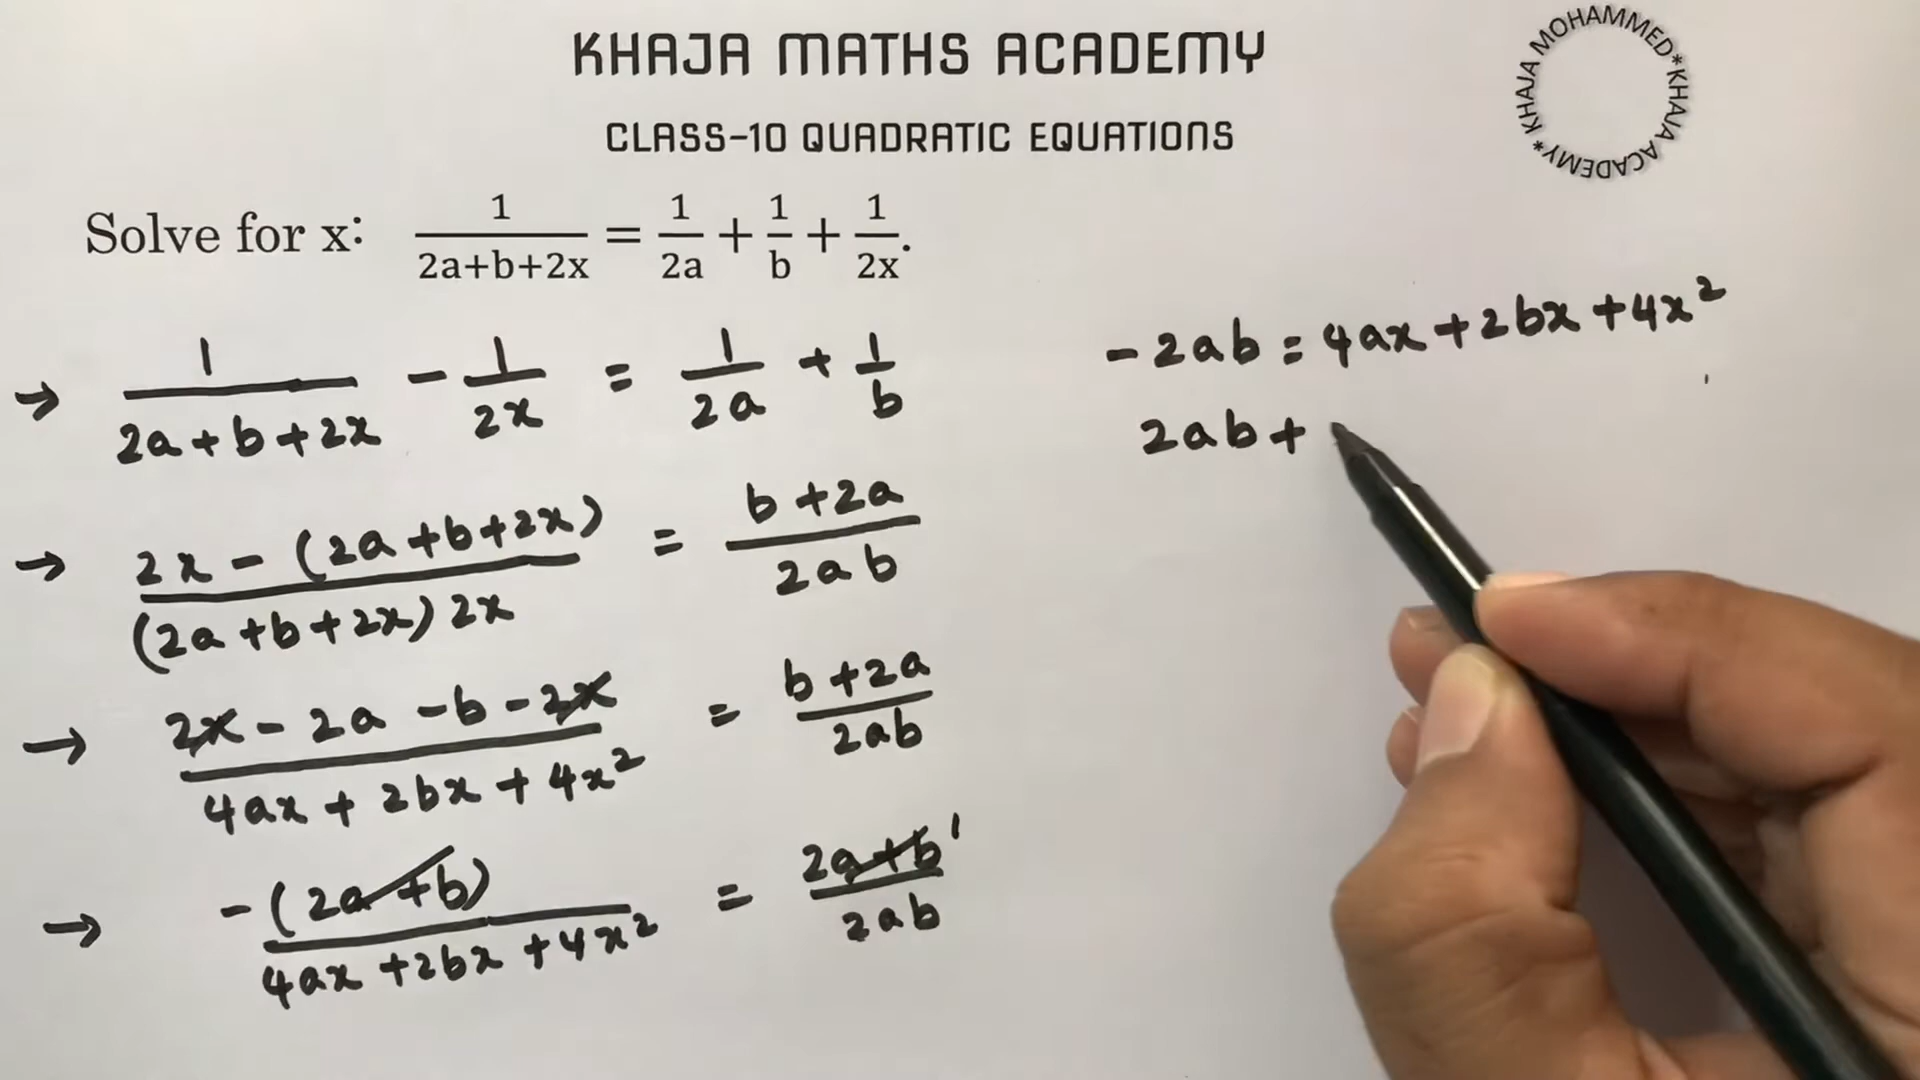 KHAJA MATHS ACADEMY
CLASS-10 QUADRATIC EQUATIONS
KHAJA MOHAMMED*KHAJA ACADEMY*
Solve for x: 1/(2a+b+2x) = 1/2a + 1/b + 1/2x.
→ 1/(2a+b+2x) - 1/2x = 1/2a + 1/b
→ (2x-(2a+b+2x))/((2a+b+2x)2x) = (b+2a)/2ab
→ (2x-2a-b-2x)/(4ax+2bx+4x²) = (b+2a)/2ab
→ -(2a+b)/(4ax+2bx+4x²) = (2a+b)/2ab 1
-2ab = 4ax+2bx+4x²
2ab+